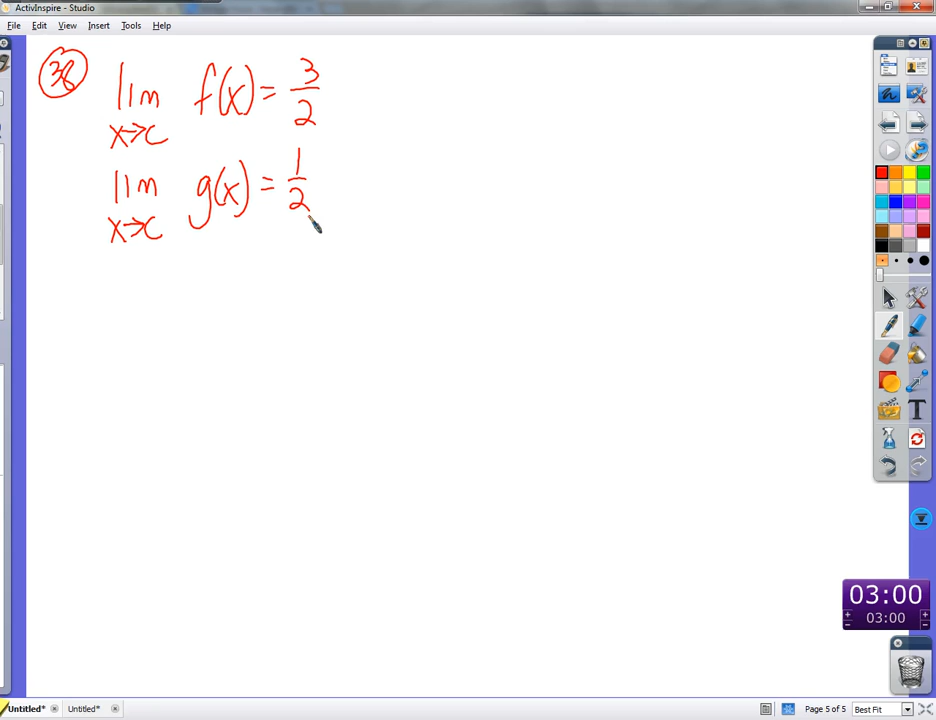 ActivInspire - Studio
File Edit View Insert Tools Help
38
lim x→c f(x) = 3/2
lim x→c g(x) = 1/2
03:00
03:00
Untitled* Untitled* Page 5 of 5 Best Fit